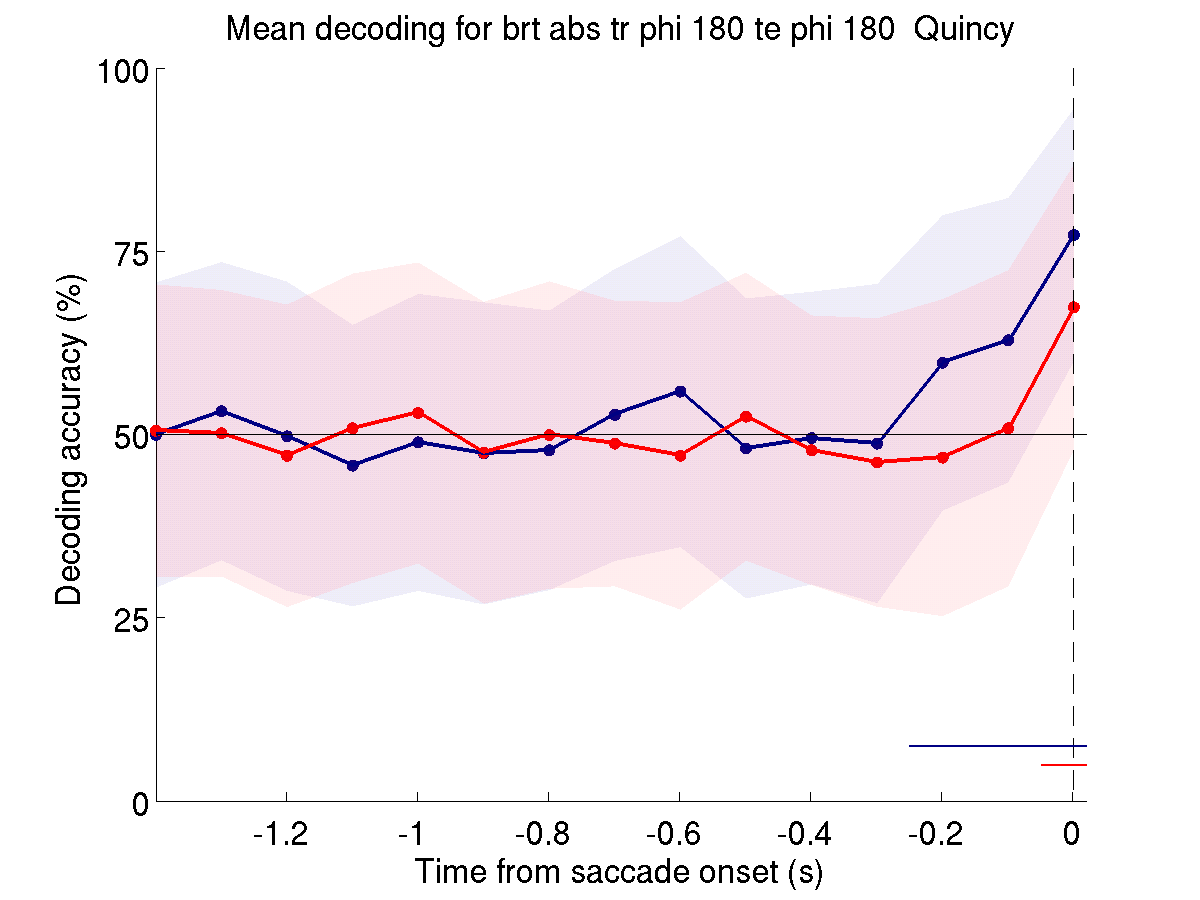 Mean decoding for brt abs tr phi 180 te phi 180  Quincy
100
75
50
25
0
Decoding accuracy (%)
-1.2 -1 -0.8 -0.6 -0.4 -0.2 0
Time from saccade onset (s)